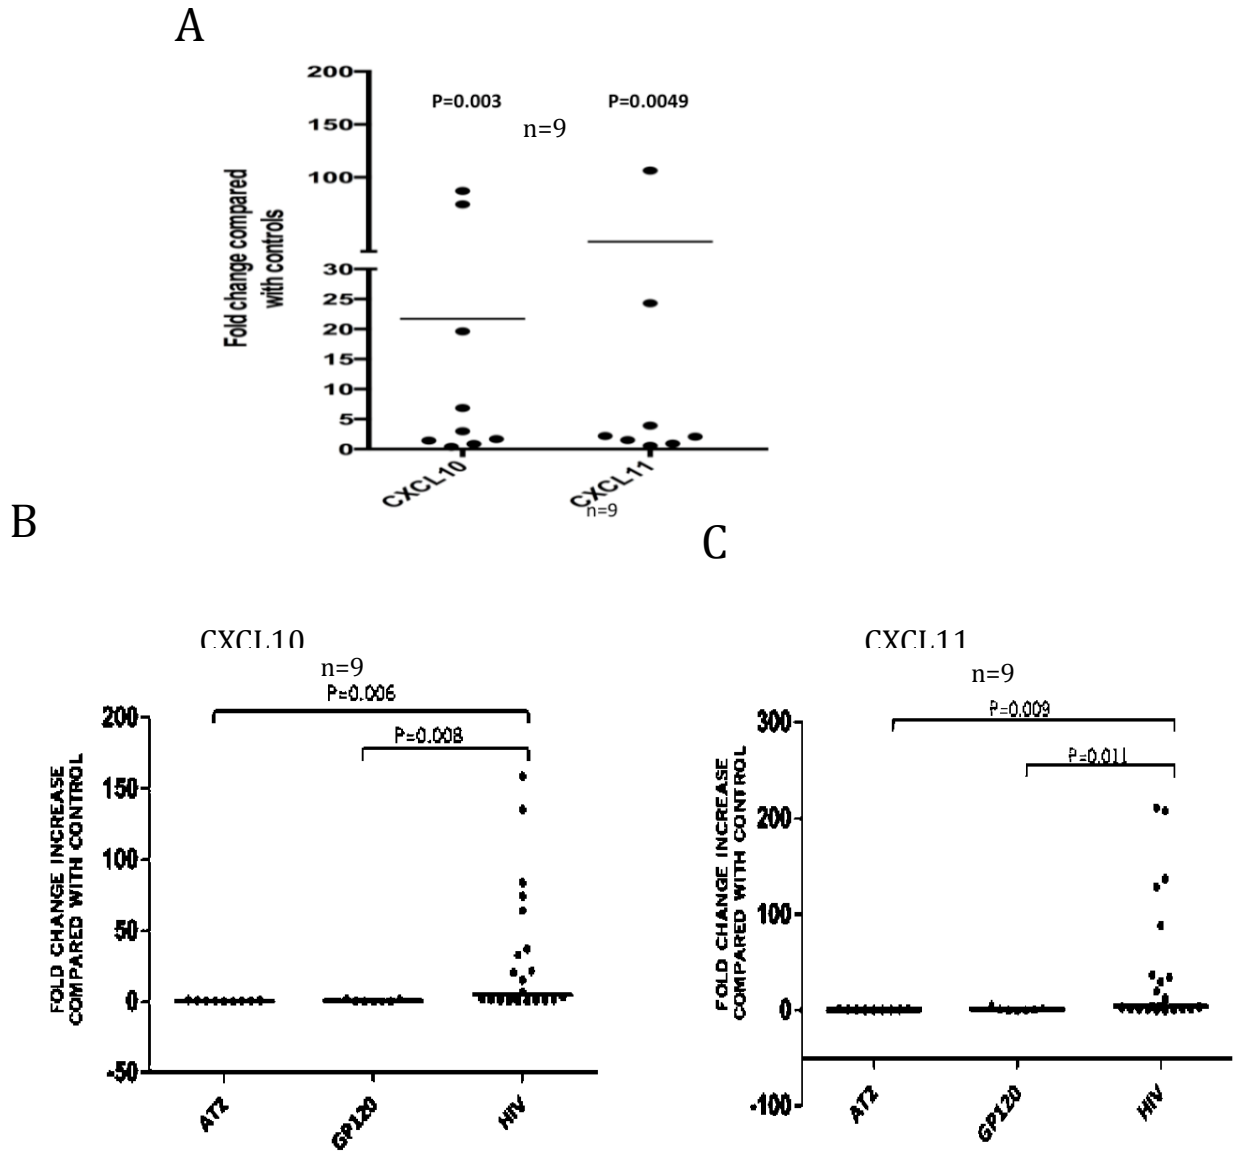 A
200
P=0.003
P=0.0049
150
n=9
100
Fold change compared
with controls
30
25
20
15
10
5
0
CXCL10
CXCL11
n=9
B
C
CXCL10
n=9
P=0.006
200
P=0.008
150
100
50
0
-50
FOLD CHANGE INCREASE
COMPARED WITH CONTROL
AT2
GP120
HIV
CXCL11
n=9
P=0.009
300
P=0.011
200
100
0
-100
FOLD CHANGE INCREASE
COMPARED WITH CONTROL
AT2
GP120
HIV